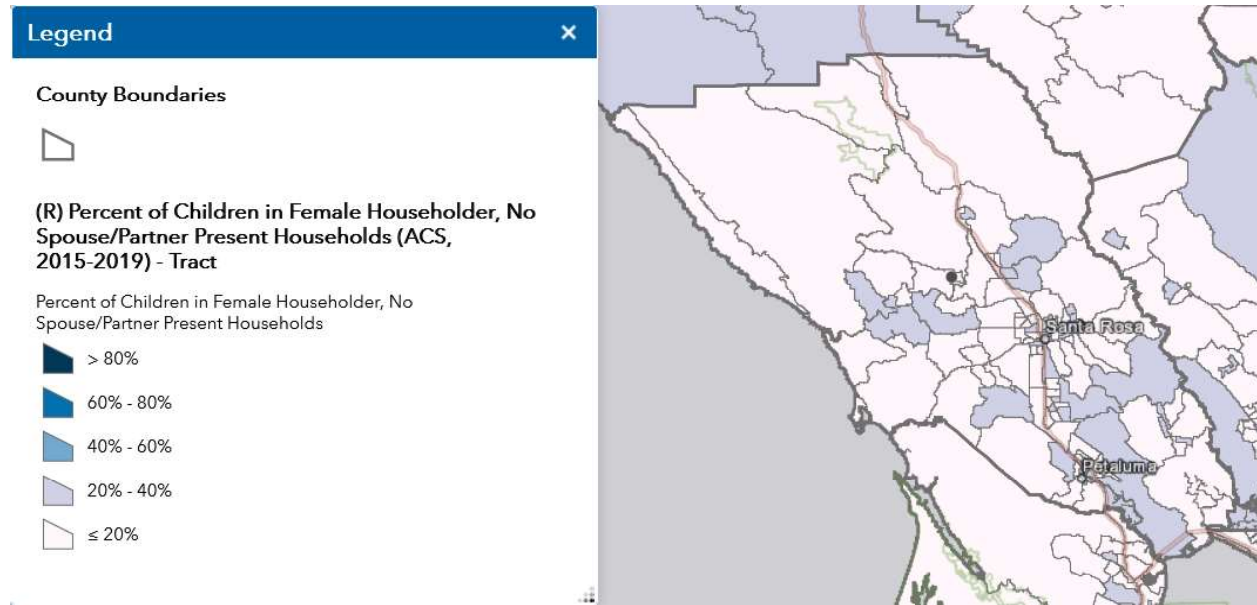 Legend
County Boundaries
(R) Percent of Children in Female Householder, No
Spouse/Partner Present Households (ACS,
2015-2019) - Tract
Percent of Children in Female Householder, No
Spouse/Partner Present Households
> 80%
60% - 80%
40% - 60%
20% - 40%
≤ 20%
Santa Rosa
Petaluma